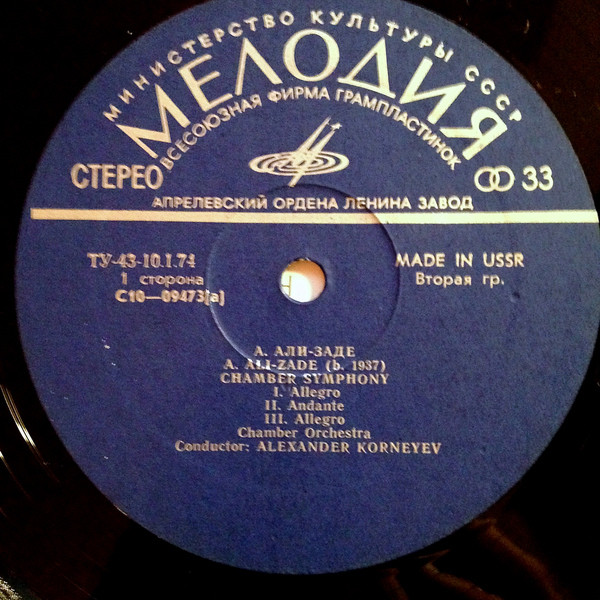 МИНИСТЕРСТВО КУЛЬТУРЫ СССР
МЕЛОДИЯ
ВСЕСОЮЗНАЯ ФИРМА ГРАМПЛАСТИНОК
СТЕРЕО
33
АПРЕЛЕВСКИЙ ОРДЕНА ЛЕНИНА ЗАВОД
ТУ-43-10.1.74
1 сторона
С10—09473[а]
MADE IN USSR
Вторая гр.
А. АЛИ-ЗАДЕ
A. ALI-ZADE (b. 1937)
CHAMBER SYMPHONY
I. Allegro
II. Andante
III. Allegro
Chamber Orchestra
Conductor: ALEXANDER KORNEYEV